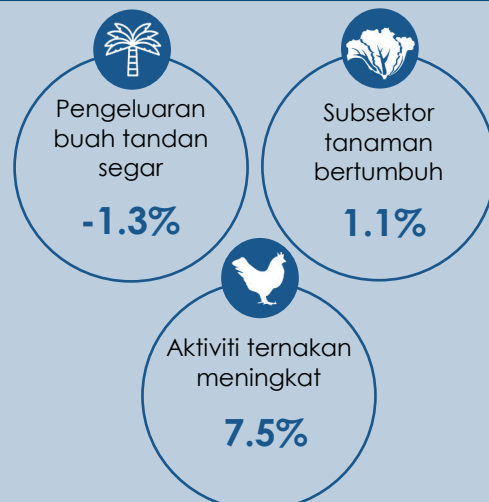 Pengeluaran
buah tandan
segar
-1.3%
Subsektor
tanaman
bertumbuh
1.1%
Aktiviti ternakan
meningkat
7.5%